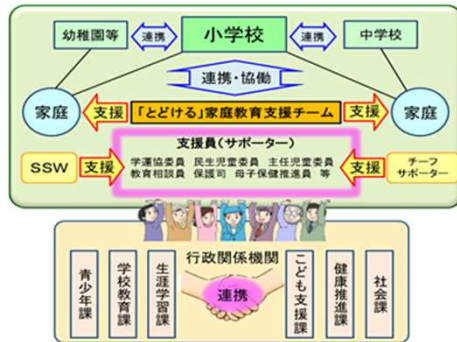 幼稚園等
連携
小学校
連携
中学校
連携・協働
家庭
支援
「とどける」家庭教育支援チーム
支援
家庭
支援員(サポーター)
SSW
支援
学運協委員 民生児童委員 主任児童委員
教育相談員 保護司 母子保健推進員 等
支援
チーフ
サポーター
行政関係機関
連携
青少年課
学校教育課
生涯学習課
こども支援課
健康推進課
社会課